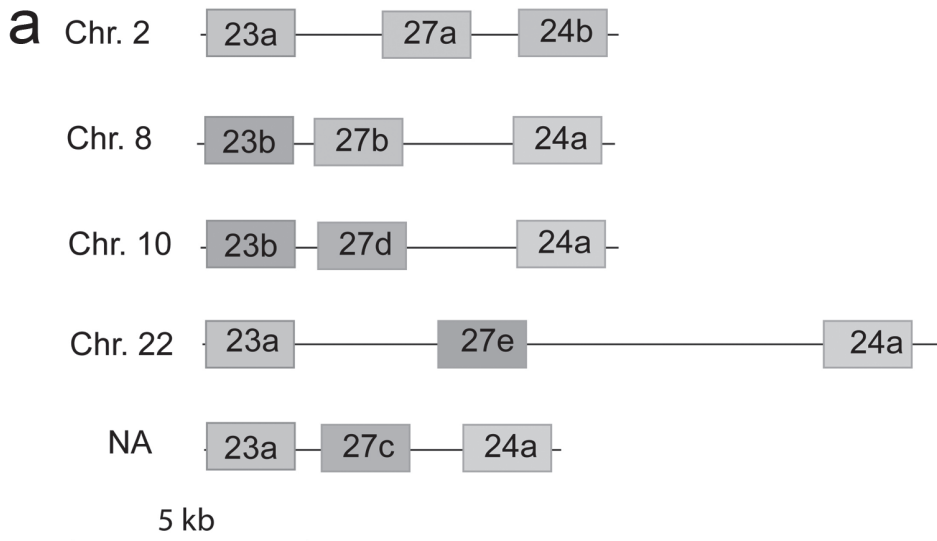 a
Chr. 2 23a 27a 24b
Chr. 8 23b 27b 24a
Chr. 10 23b 27d 24a
Chr. 22 23a 27e 24a
NA 23a 27c 24a
5 kb